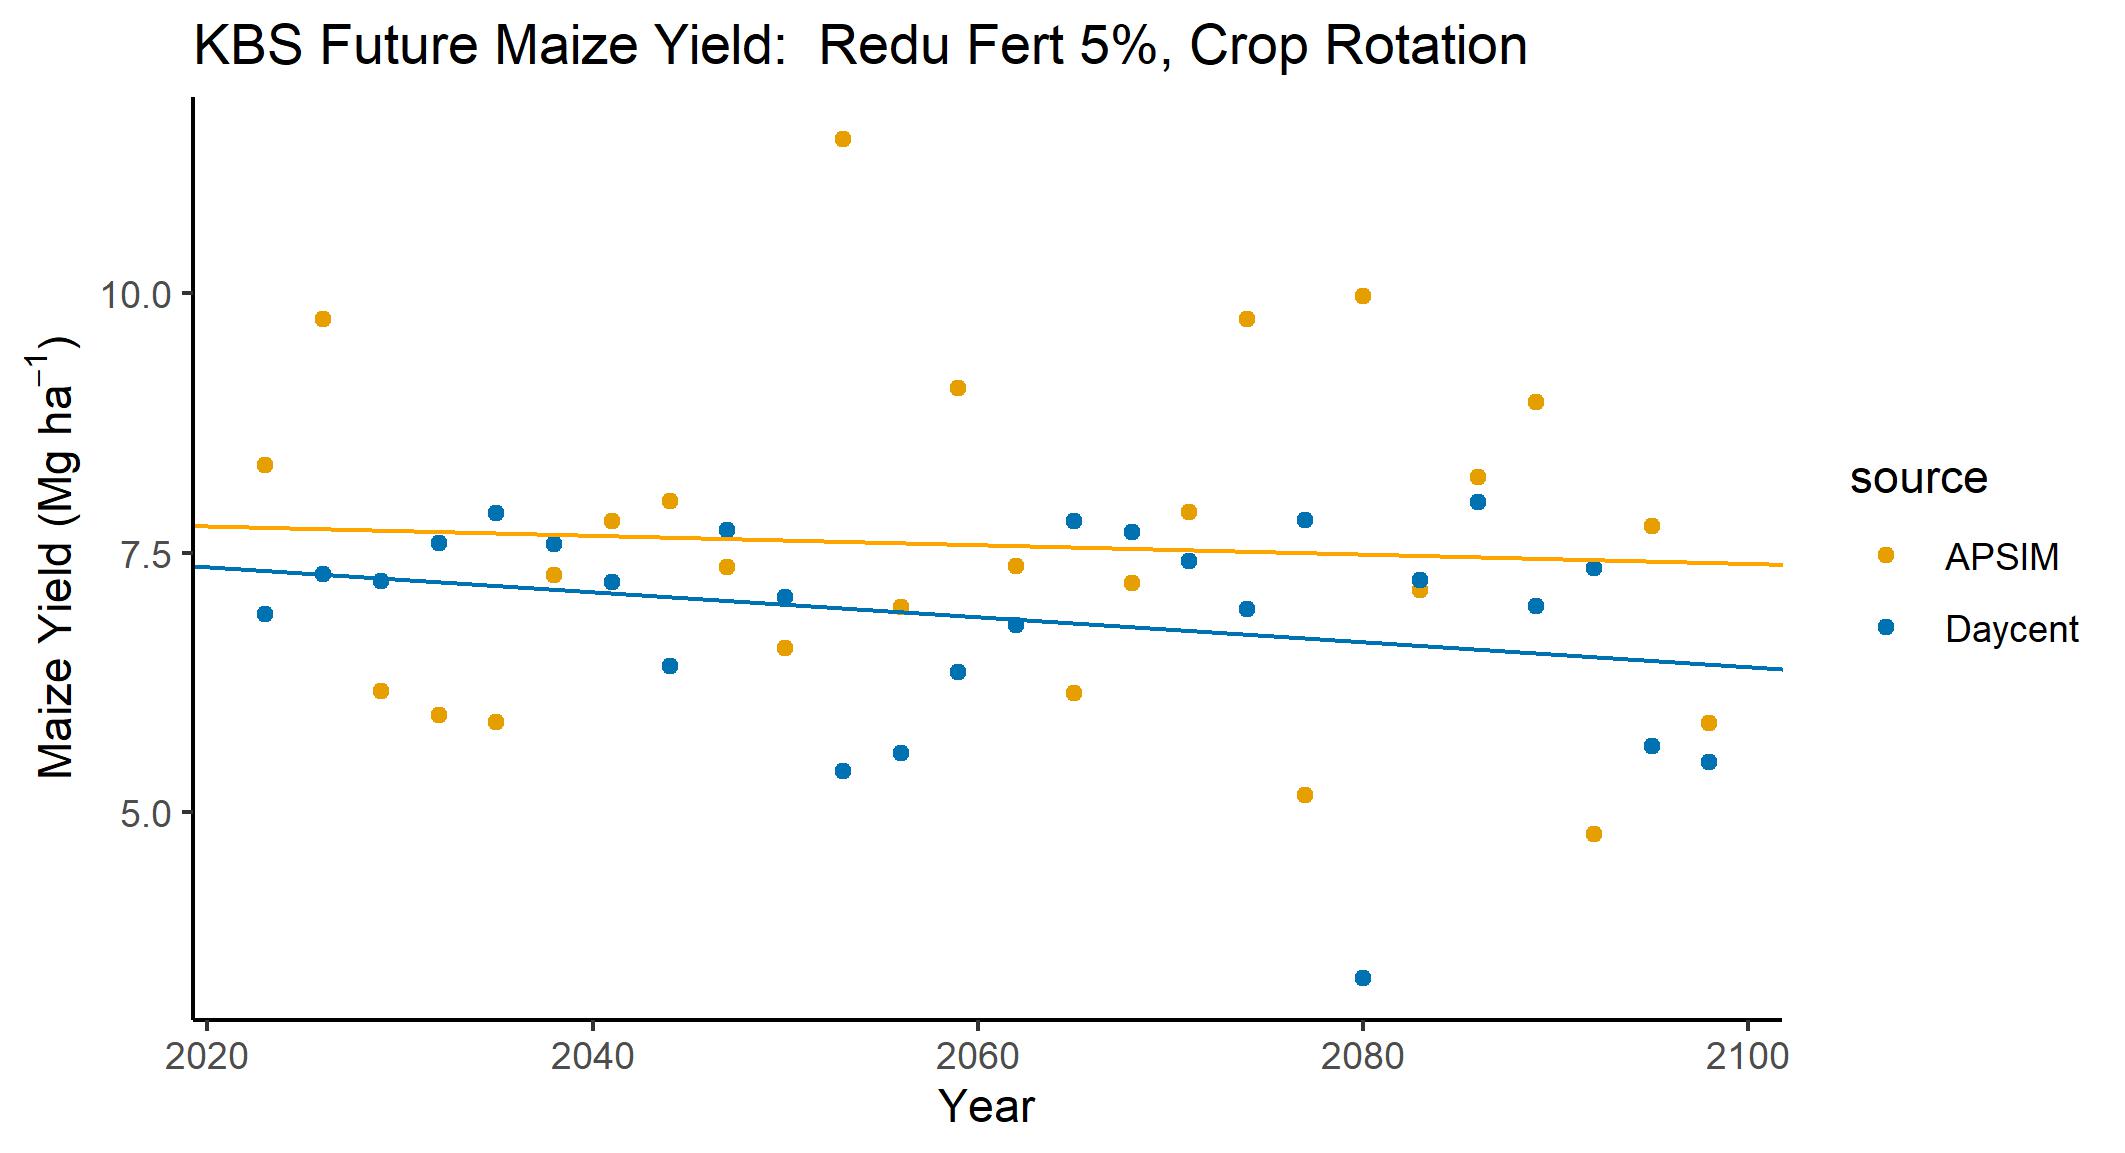 KBS Future Maize Yield:  Redu Fert 5%, Crop Rotation
Maize Yield (Mg ha⁻¹)
10.0
7.5
5.0
2020 2040 2060 2080 2100
Year
source
APSIM
Daycent